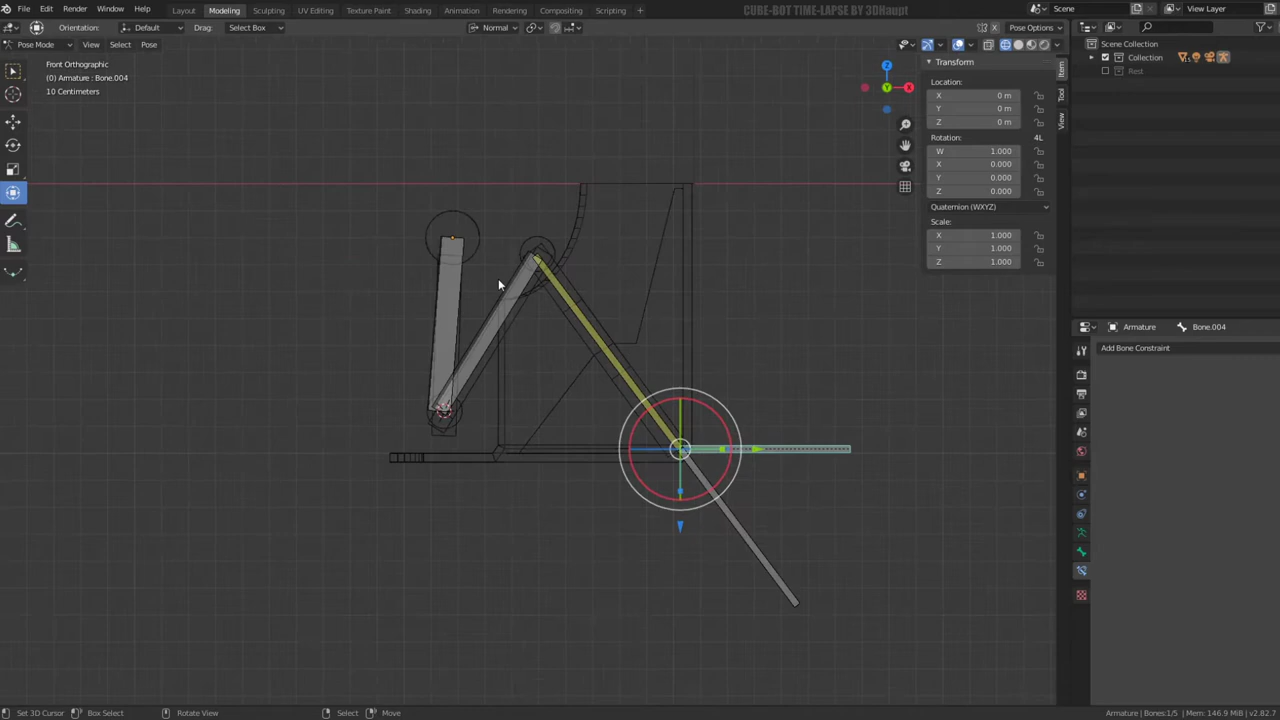 File Edit Render Window Help Layout Modeling Sculpting UV Editing Texture Paint Shading Animation Rendering Compositing Scripting CUBE-BOT TIME-LAPSE BY 3DHaupt Scene View Layer
Orientation: Default Drag: Select Box Normal X Pose Options
Pose Mode View Select Pose
Front Orthographic
(0) Armature : Bone.004
10 Centimeters
Z
Y
X
Transform
Location:
X 0 m
Y 0 m
Z 0 m
Rotation: 4L
W 1.000
X 0.000
Y 0.000
Z 0.000
Quaternion (WXYZ)
Scale:
X 1.000
Y 1.000
Z 1.000
Item
Tool
View
Scene Collection
Collection
Rest
Armature Bone.004
Add Bone Constraint
Set 3D Cursor Box Select Rotate View Select Move Armature | Bones:1/5 | Mem: 146.9 MiB | v2.82.7